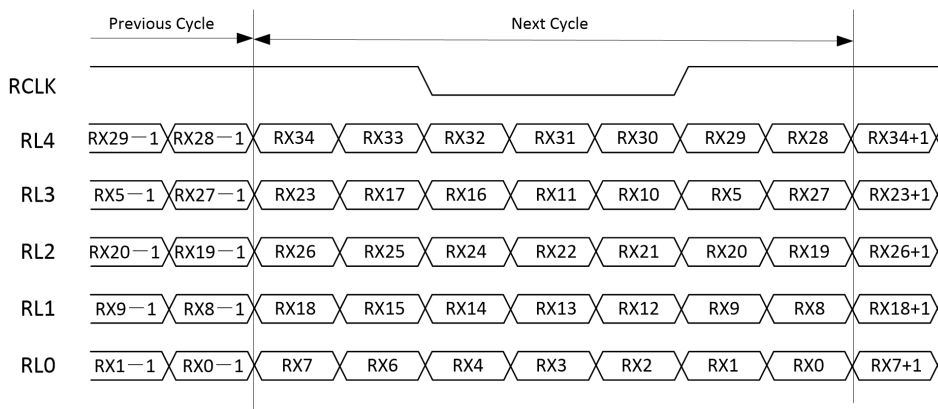 Previous Cycle Next Cycle
RCLK
RL4 RX29—1 RX28—1 RX34 RX33 RX32 RX31 RX30 RX29 RX28 RX34+1
RL3 RX5—1 RX27—1 RX23 RX17 RX16 RX11 RX10 RX5 RX27 RX23+1
RL2 RX20—1 RX19—1 RX26 RX25 RX24 RX22 RX21 RX20 RX19 RX26+1
RL1 RX9—1 RX8—1 RX18 RX15 RX14 RX13 RX12 RX9 RX8 RX18+1
RL0 RX1—1 RX0—1 RX7 RX6 RX4 RX3 RX2 RX1 RX0 RX7+1